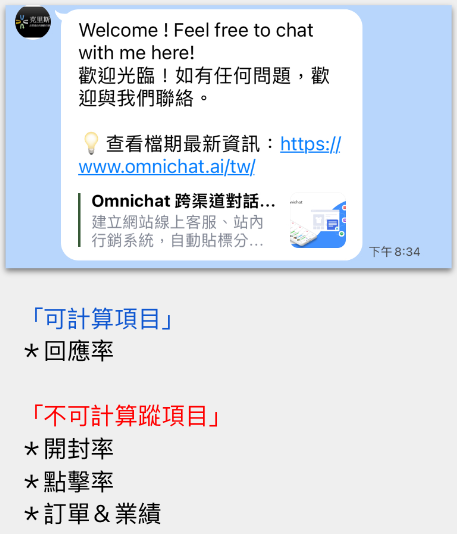 克里斯
Welcome ! Feel free to chat
with me here!
歡迎光臨！如有任何問題，歡
迎與我們聯絡。
💡 查看檔期最新資訊：https://
www.omnichat.ai/tw/
Omnichat 跨渠道對話...
建立網站線上客服、站內
行銷系統，自動貼標分...
下午 8:34
「可計算項目」
＊回應率
「不可計算蹤項目」
＊開封率
＊點擊率
＊訂單＆業績